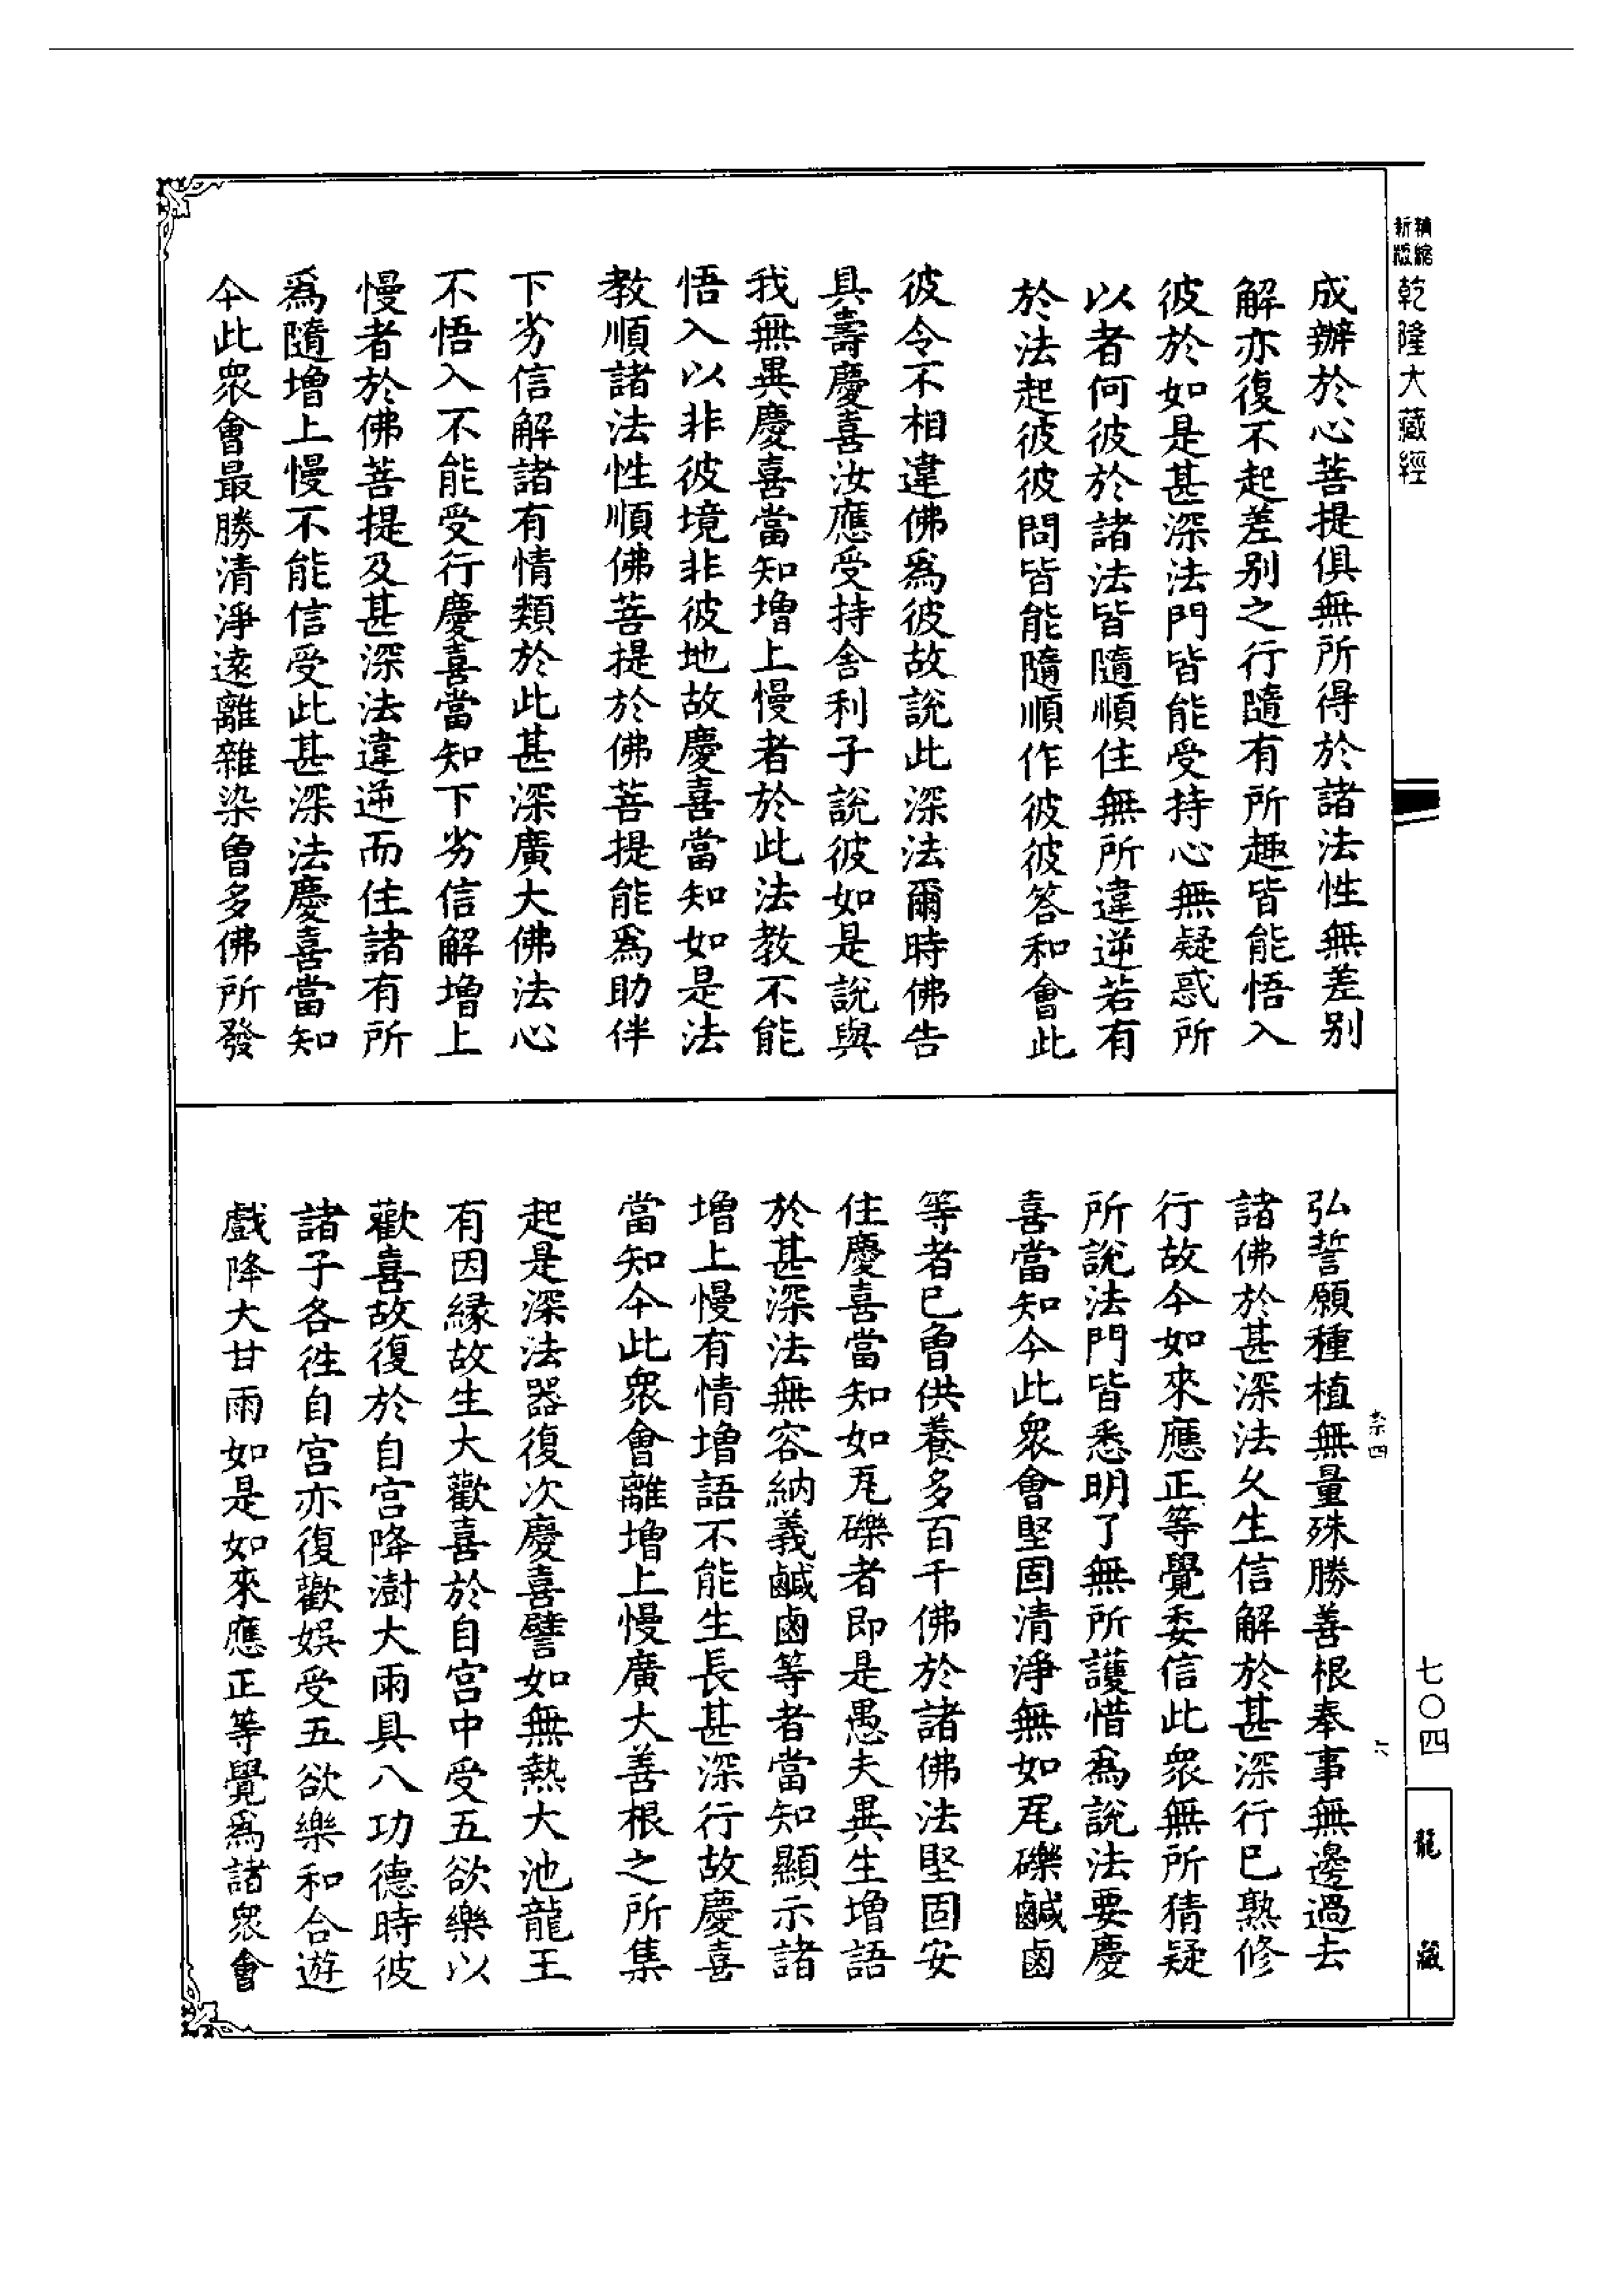 新版 精縮 乾隆大藏經
成辦於心菩提俱無所得於諸法性無差別
解亦復不起差別之行隨有所趣皆能悟入
彼於如是甚深法門皆能受持心無疑惑所
以者何彼於諸法皆隨順住無所違逆若有
於法起彼彼問皆能隨順作彼彼答和會此
彼令不相違佛爲彼故說此深法爾時佛告
具壽慶喜汝應受持舍利子說彼如是說與
我無異慶喜當知增上慢者於此法教不能
悟入以非彼境非彼地故慶喜當知如是法
教順諸法性順佛菩提於佛菩提能爲助伴
下劣信解諸有情類於此甚深廣大佛法心
不悟入不能受行慶喜當知下劣信解增上
慢者於佛菩提及甚深法違逆而住諸有所
爲隨增上慢不能信受此甚深法慶喜當知
今此眾會最勝清淨遠離雜染曾多佛所發
弘誓願種植無量殊勝善根奉事無邊過去
諸佛於甚深法久生信解於甚深行已熟修
行故今如來應正等覺委信此眾無所猜疑
所說法門皆悉明了無所護惜爲說法要慶
喜當知今此眾會堅固清淨無如瓦礫鹹鹵
等者已曾供養多百千佛於諸佛法堅固安
住慶喜當知如瓦礫者即是愚夫異生增語
於甚深法無容納義鹹鹵等者當知顯示諸
增上慢有情增語不能生長甚深行故慶喜
當知今此眾會離增上慢廣大善根之所集
起是深法器復次慶喜譬如無熱大池龍王
有因緣故生大歡喜於自宮中受五欲樂以
歡喜故復於自宮降澍大雨具八功德時彼
諸子各往自宮亦復歡娛受五欲樂和合遊
戲降大甘雨如是如來應正等覺爲諸眾會
柰四
六
七〇四
龍藏